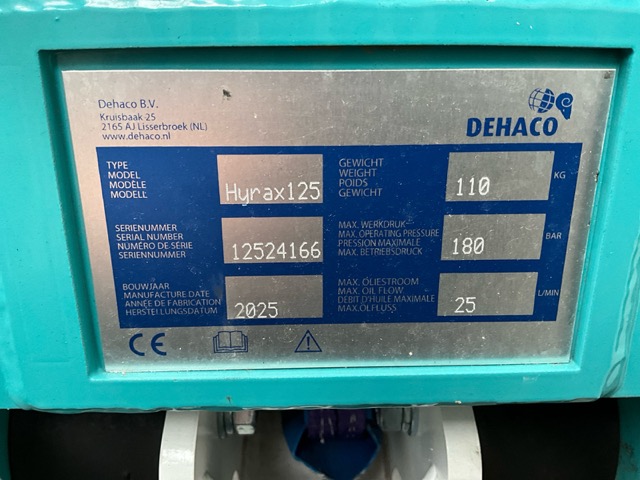 Dehaco B.V.
Kruisbaak 25
2165 AJ Lisserbroek (NL)
www.dehaco.nl
DEHACO
TYPE
MODEL
MODÈLE
MODELL
Hyrax125
GEWICHT
WEIGHT
POIDS
GEWICHT
110
KG
SERIENUMMER
SERIAL NUMBER
NUMÉRO DE SÉRIE
SERIENNUMMER
12524166
MAX. WERKDRUK
MAX. OPERATING PRESSURE
PRESSION MAXIMALE
MAX. BETRIEBSDRUCK
180
BAR
BOUWJAAR
MANUFACTURE DATE
ANNÉE DE FABRICATION
HERSTELLUNGSDATUM
2025
MAX. OLIESTROOM
MAX. OIL FLOW
DEBIT D'HUILE MAXIMALE
MAX.ÖLFLUSS
25
L/MIN
CE